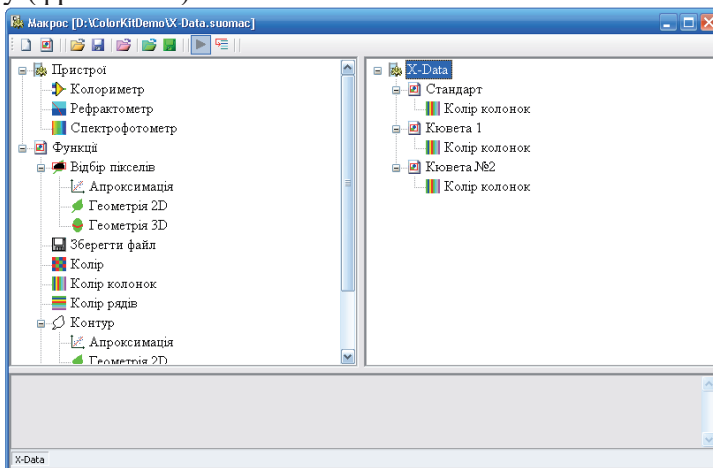 Макрос [D:\ColorKitDemo\X-Data.suomac]
Пристрої
Колориметр
Рефрактометр
Спектрофотометр
Функції
Відбір пікселів
Апроксимація
Геометрія 2D
Геометрія 3D
Зберегти файл
Колір
Колір колонок
Колір рядів
Контур
Апроксимація
Геометрія 2D
X-Data
Стандарт
Колір колонок
Кювета 1
Колір колонок
Кювета №2
Колір колонок
X-Data